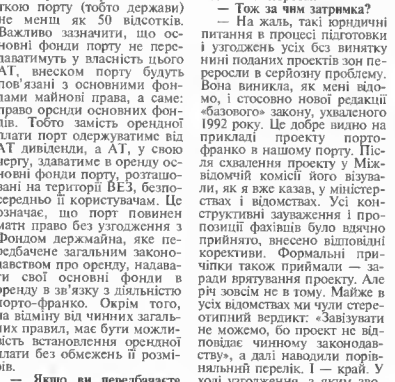 ткою порту (тобто держави)
не менш як 50 відсотків.
Важливо зазначити, що ос-
новні фонди порту не пере-
даватимуть у власність цього
АТ, внеском порту будуть
пов'язані з основними фон-
дами майнові права, а саме:
право оренди основних фон-
дів. Тобто замість орендної
плати порт одержуватиме від
АТ дивіденди, а АТ, у свою
чергу, здаватиме в оренду ос-
новні фонди порту, розташо-
вані на території ВЕЗ, безпо-
середньо її користувачам. Це
означає, що порт повинен
мати право без узгодження з
Фондом держмайна, яке пе-
редбачене загальним законо-
давством про оренду, надава-
ти свої основні фонди в
оренду в зв'язку з діяльністю
порто-франко. Окрім того,
на відміну від чинних загаль-
них правил, має бути можли-
вість встановлення орендної
плати без обмежень її розмі-
рів.
— Якщо ви передбачаєте
— Тож за чим затримка?
— На жаль, такі юридичні
питання в процесі підготовки
і узгоджень усіх без винятку
нині поданих проектів зон пе-
реросли в серйозну проблему.
Вона виникла, як мені відо-
мо, і стосовно нової редакції
«базового» закону, ухваленого
1992 року. Це добре видно на
прикладі проекту порто-
франко в нашому порту. Піс-
ля схвалення проекту у Між-
відомчій комісії його візува-
ли, як я вже казав, у міністер-
ствах і відомствах. Усі кон-
структивні зауваження і про-
позиції фахівців було вдячно
прийнято, внесено відповідні
корективи. Формальні при-
чіпки також приймали — за-
ради врятування проекту. Але
річ зовсім не в тому. Майже в
усіх відомствах ми чули стерео-
типний вердикт: «Завізувати
не можемо, бо проект не від-
повідає чинному законодав-
ству», а далі наводили порів-
няльний перелік. І — край. У
ході узгодження, з яким